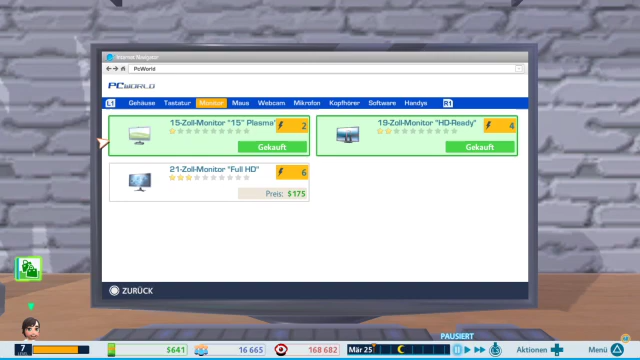 Internet Navigator
PcWorld
PCWORLD
L1 Gehäuse Tastatur Monitor Maus Webcam Mikrofon Kopfhörer Software Handys R1
15-Zoll-Monitor "15" Plasma" 2
Gekauft
19-Zoll-Monitor "HD-Ready" 4
Gekauft
21-Zoll-Monitor "Full HD" 6
Preis: $175
ZURÜCK
PAUSIERT
7 $641 16 665 168 682 Mär 25 Aktionen Menü
LEVEL